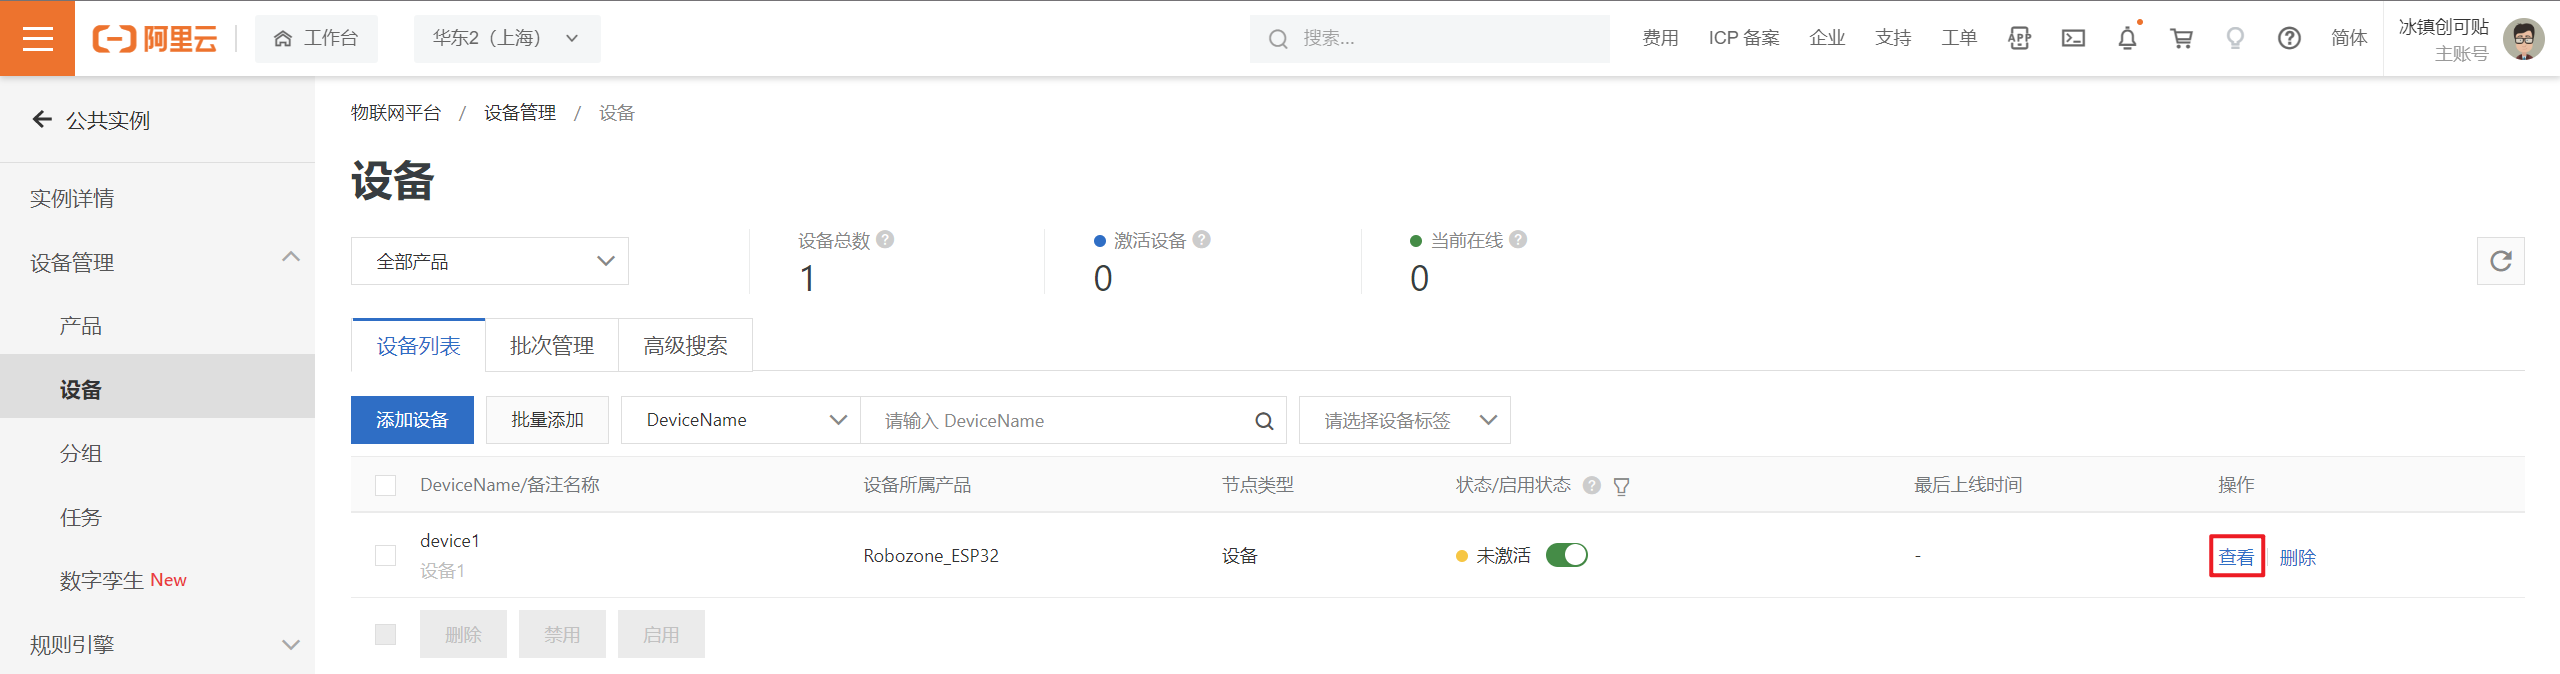 阿里云
工作台
华东2（上海）
搜索...
费用
ICP 备案
企业
支持
工单
APP
简体
冰镇创可贴
主账号
公共实例
实例详情
设备管理
产品
设备
分组
任务
数字孪生 New
规则引擎
物联网平台 / 设备管理 / 设备
设备
全部产品
设备总数 ?
1
激活设备 ?
0
当前在线 ?
0
设备列表
批次管理
高级搜索
添加设备
批量添加
DeviceName
请输入 DeviceName
请选择设备标签
DeviceName/备注名称
设备所属产品
节点类型
状态/启用状态 ?
最后上线时间
操作
device1
设备1
Robozone_ESP32
设备
未激活
-
查看
删除
删除
禁用
启用